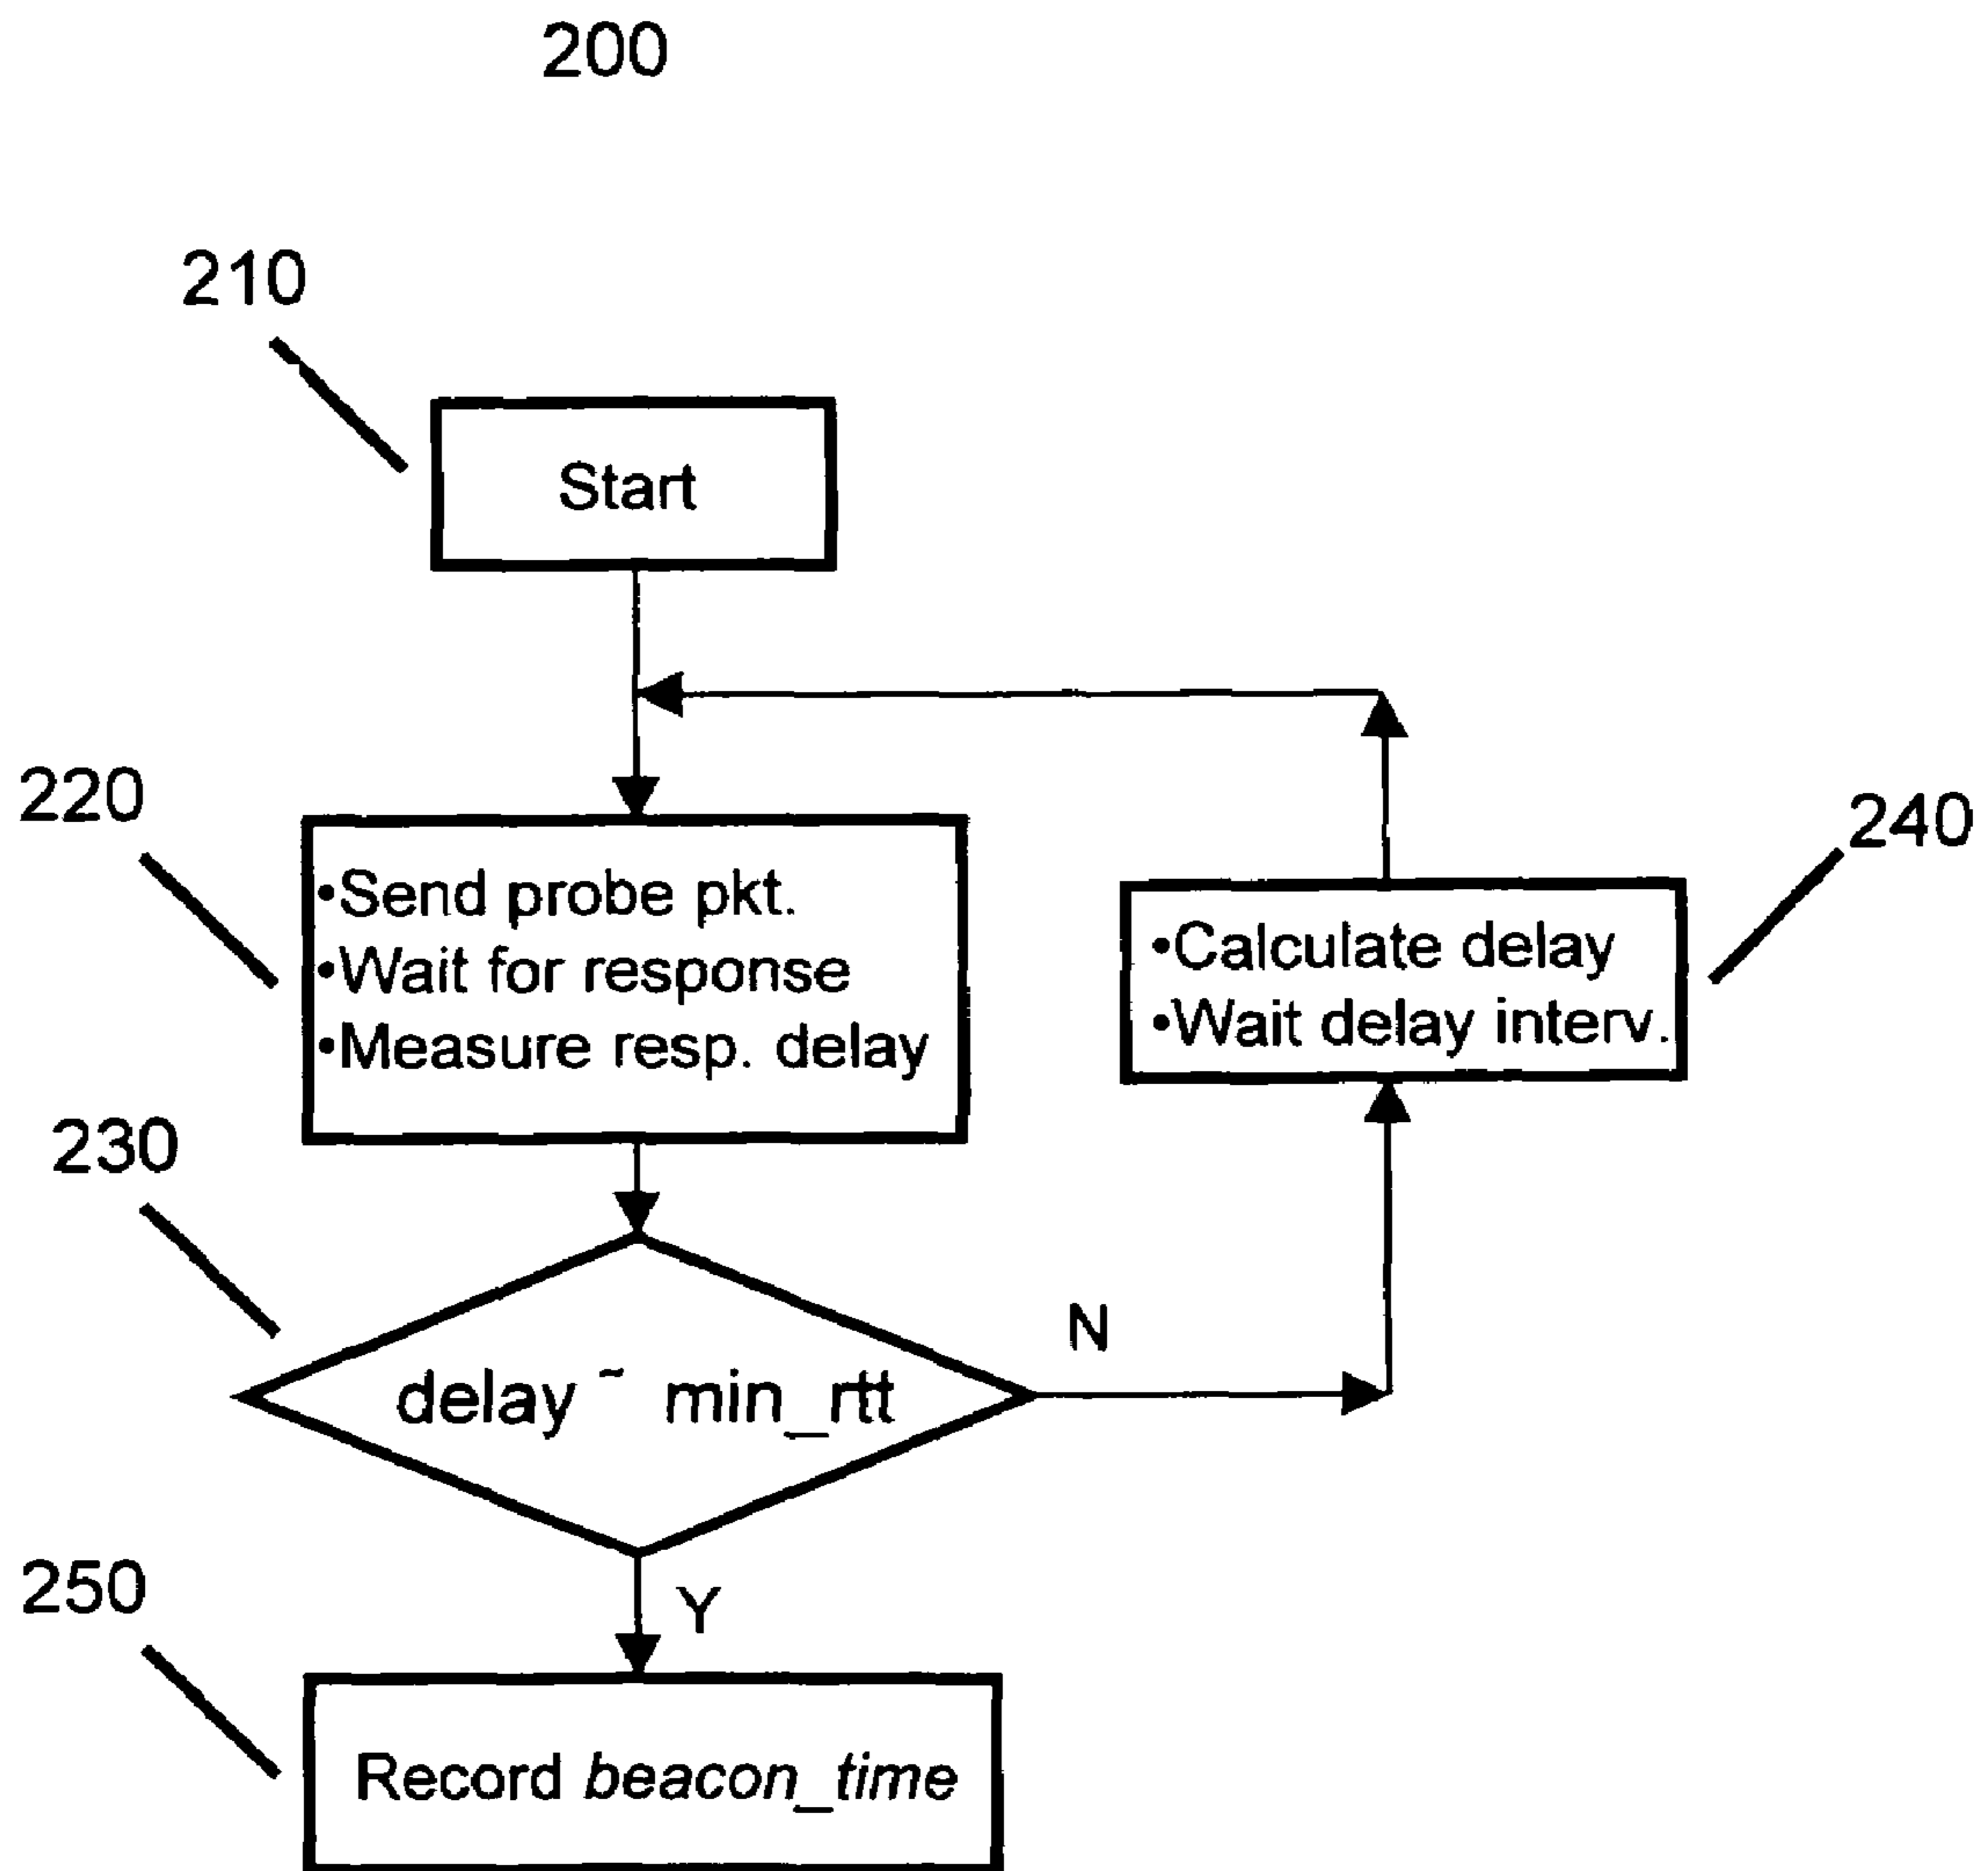 200
210
Start
220
•Send probe pkt.
•Wait for response
•Measure resp. delay
240
•Calculate delay
•Wait delay interv.
230
delay ~ min_rtt
N
Y
250
Record beacon_time